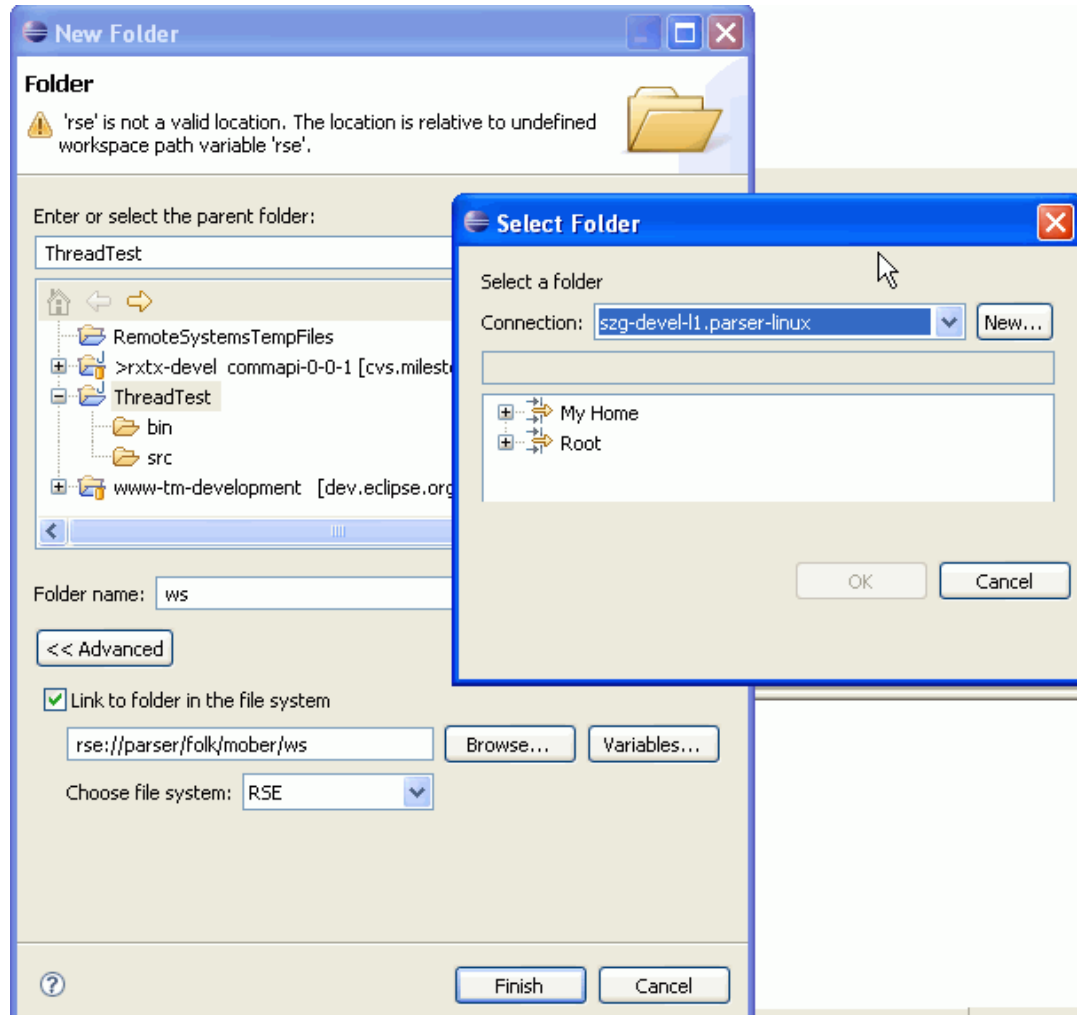 New Folder
Folder
'rse' is not a valid location. The location is relative to undefined
workspace path variable 'rse'.
Enter or select the parent folder:
ThreadTest
RemoteSystemsTempFiles
>rxtx-devel commapi-0-0-1 [cvs.milest
ThreadTest
bin
src
www-tm-development [dev.eclipse.org
Folder name: ws
<< Advanced
Link to folder in the file system
rse://parser/folk/mober/ws Browse... Variables...
Choose file system: RSE
? Finish Cancel
Select Folder
Select a folder
Connection: szg-devel-l1.parser-linux New...
My Home
Root
OK Cancel